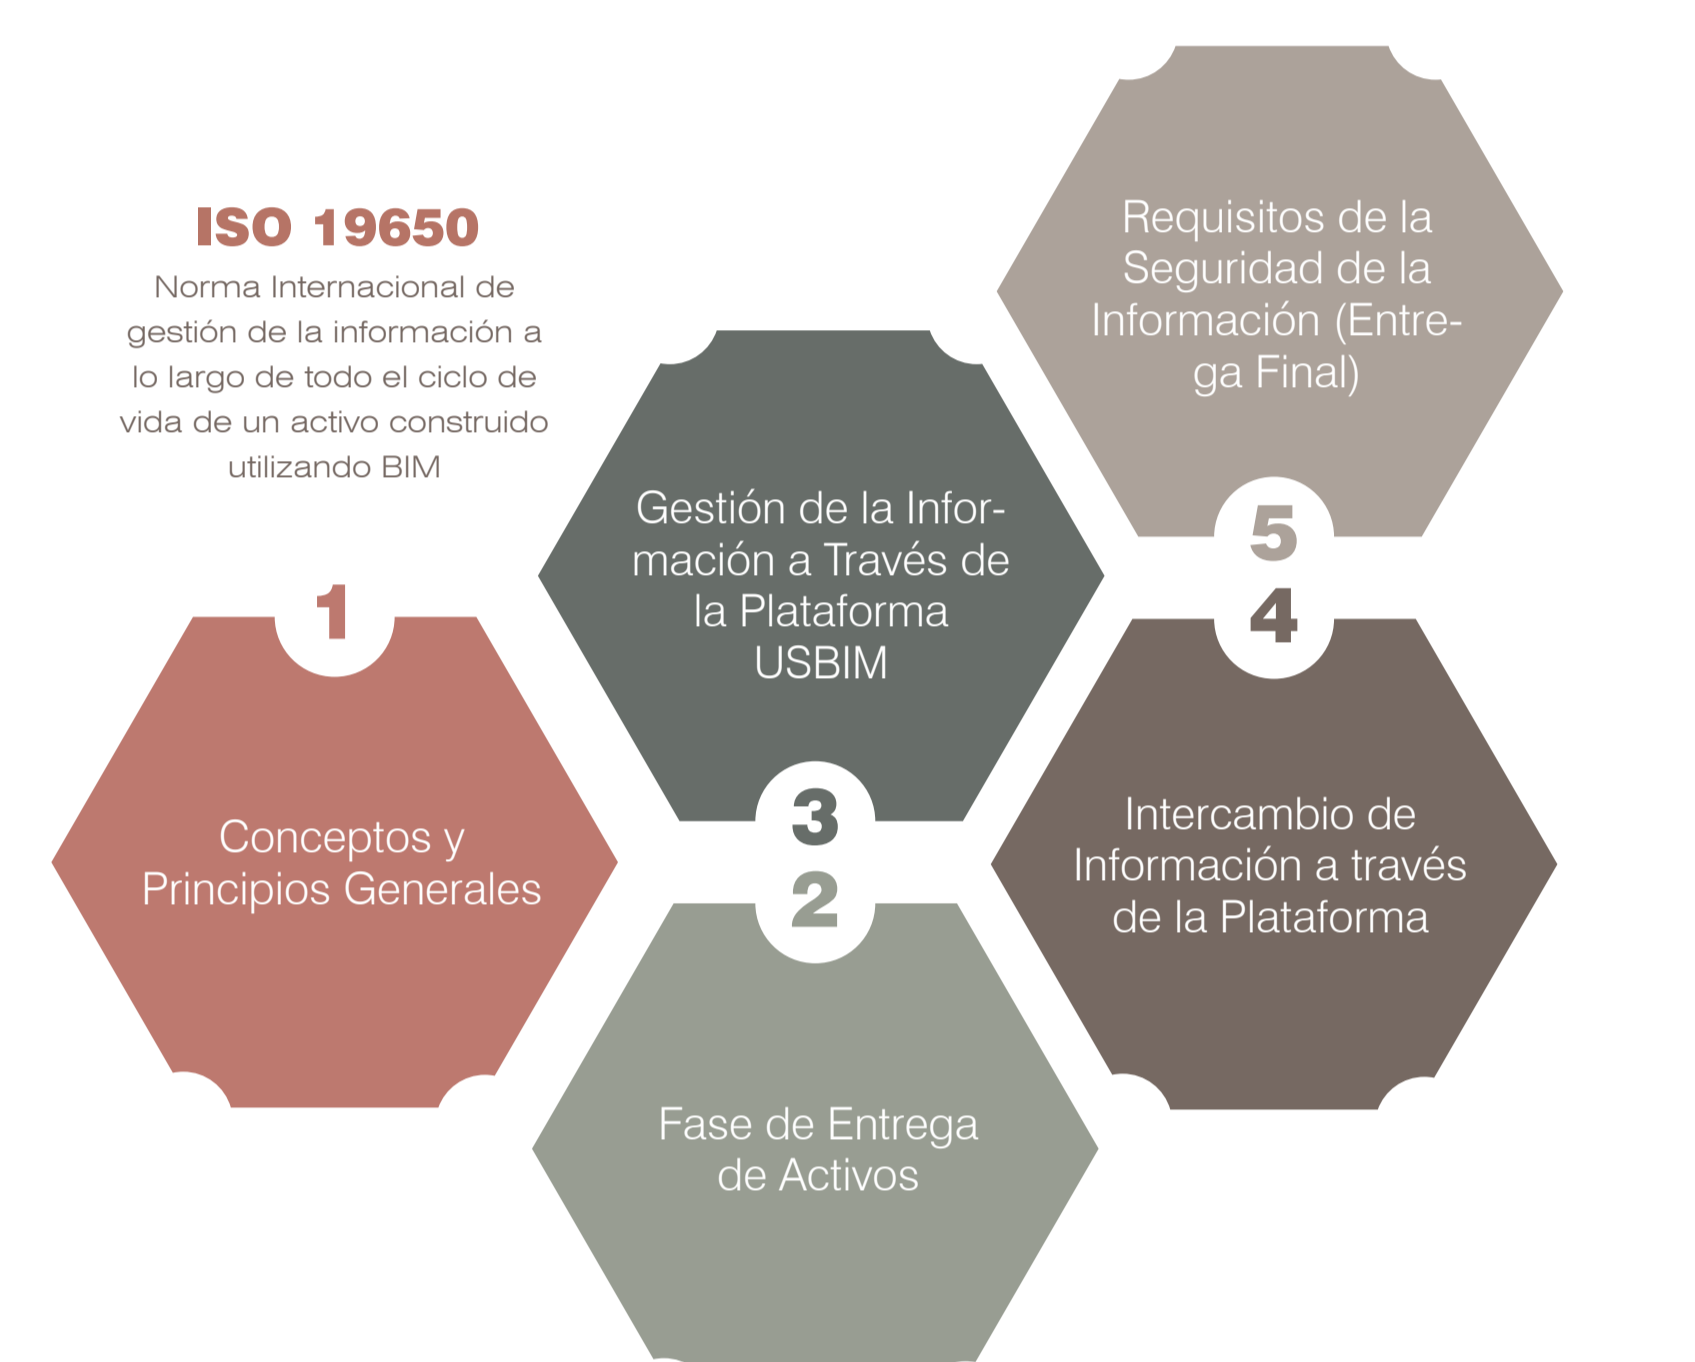 ISO 19650
Norma Internacional de
gestión de la información a
lo largo de todo el ciclo de
vida de un activo construido
utilizando BIM
1
Conceptos y
Principios Generales
2
Fase de Entrega
de Activos
3
Gestión de la Infor-
mación a Través de
la Plataforma
USBIM
4
Intercambio de
Información a través
de la Plataforma
5
Requisitos de la
Seguridad de la
Información (Entre-
ga Final)